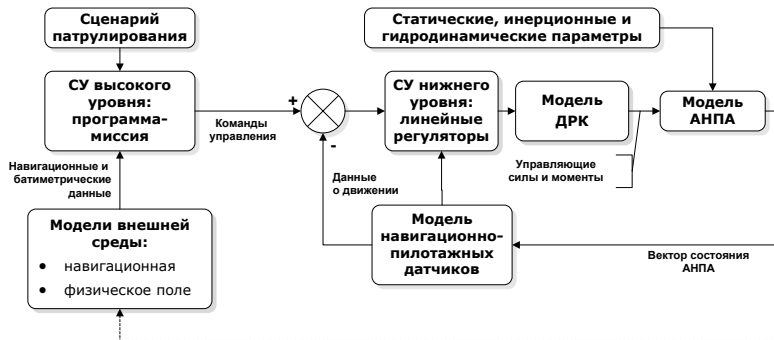 Сценарий
патрулирования
Статические, инерционные и
гидродинамические параметры
СУ высокого
уровня:
программа-
миссия
+
-
Команды
управления
СУ нижнего
уровня:
линейные
регуляторы
Модель
ДРК
Модель
АНПА
Управляющие
силы и моменты
Навигационные и
батиметрические
данные
Данные
о движении
Модели внешней
среды:
• навигационная
• физическое поле
Модель
навигационно-
пилотажных
датчиков
Вектор состояния
АНПА